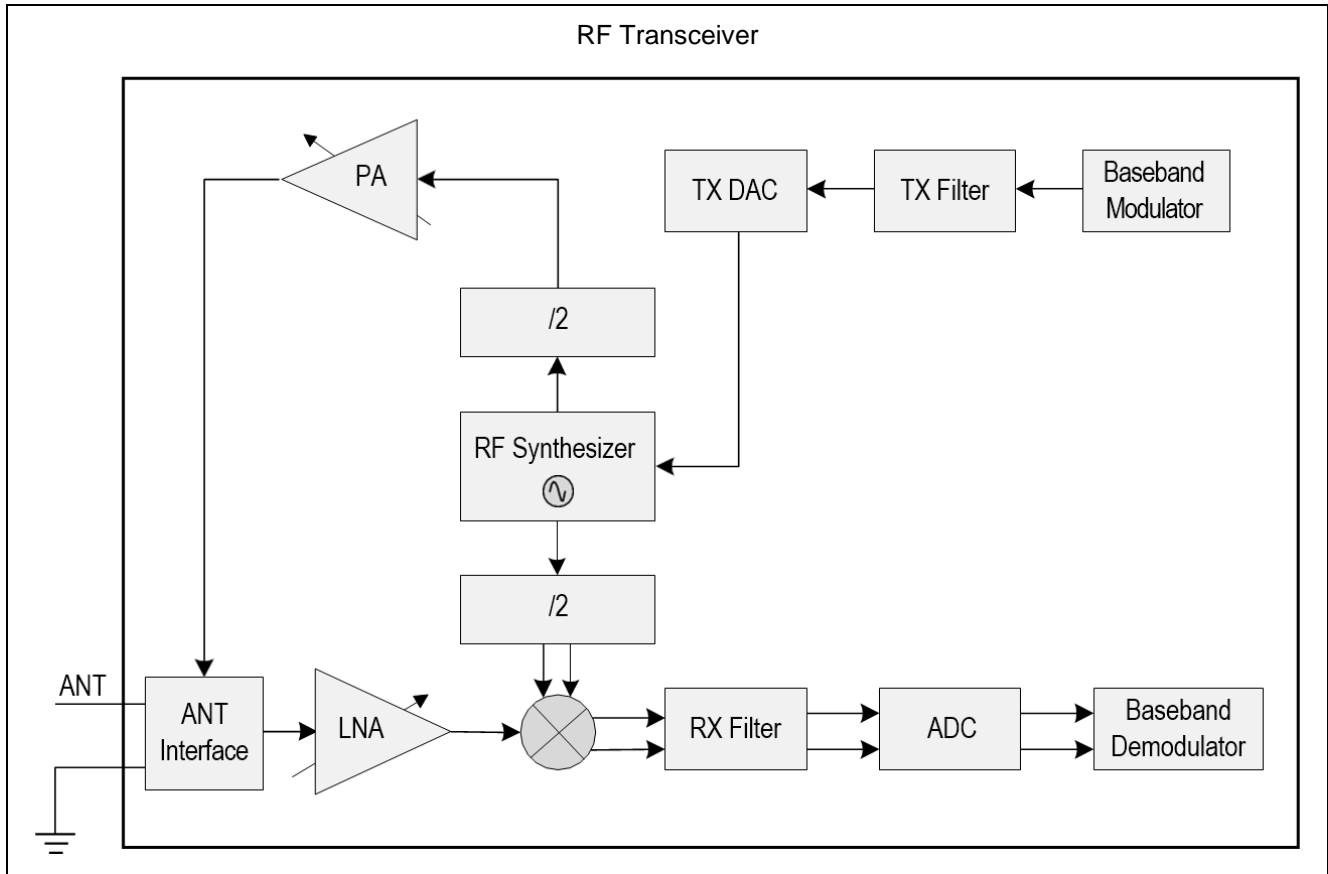 RF Transceiver
PA
TX DAC
TX Filter
Baseband
Modulator
/2
RF Synthesizer
/2
ANT
ANT
Interface
LNA
RX Filter
ADC
Baseband
Demodulator